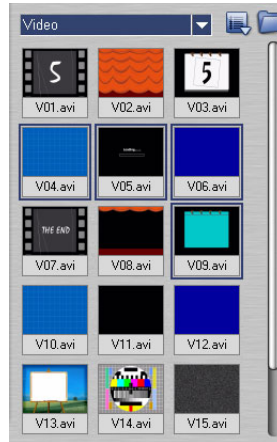 Video
S
5
V01.avi V02.avi V03.avi
Loading....
V04.avi V05.avi V06.avi
THE END
V07.avi V08.avi V09.avi
V10.avi V11.avi V12.avi
V13.avi V14.avi V15.avi